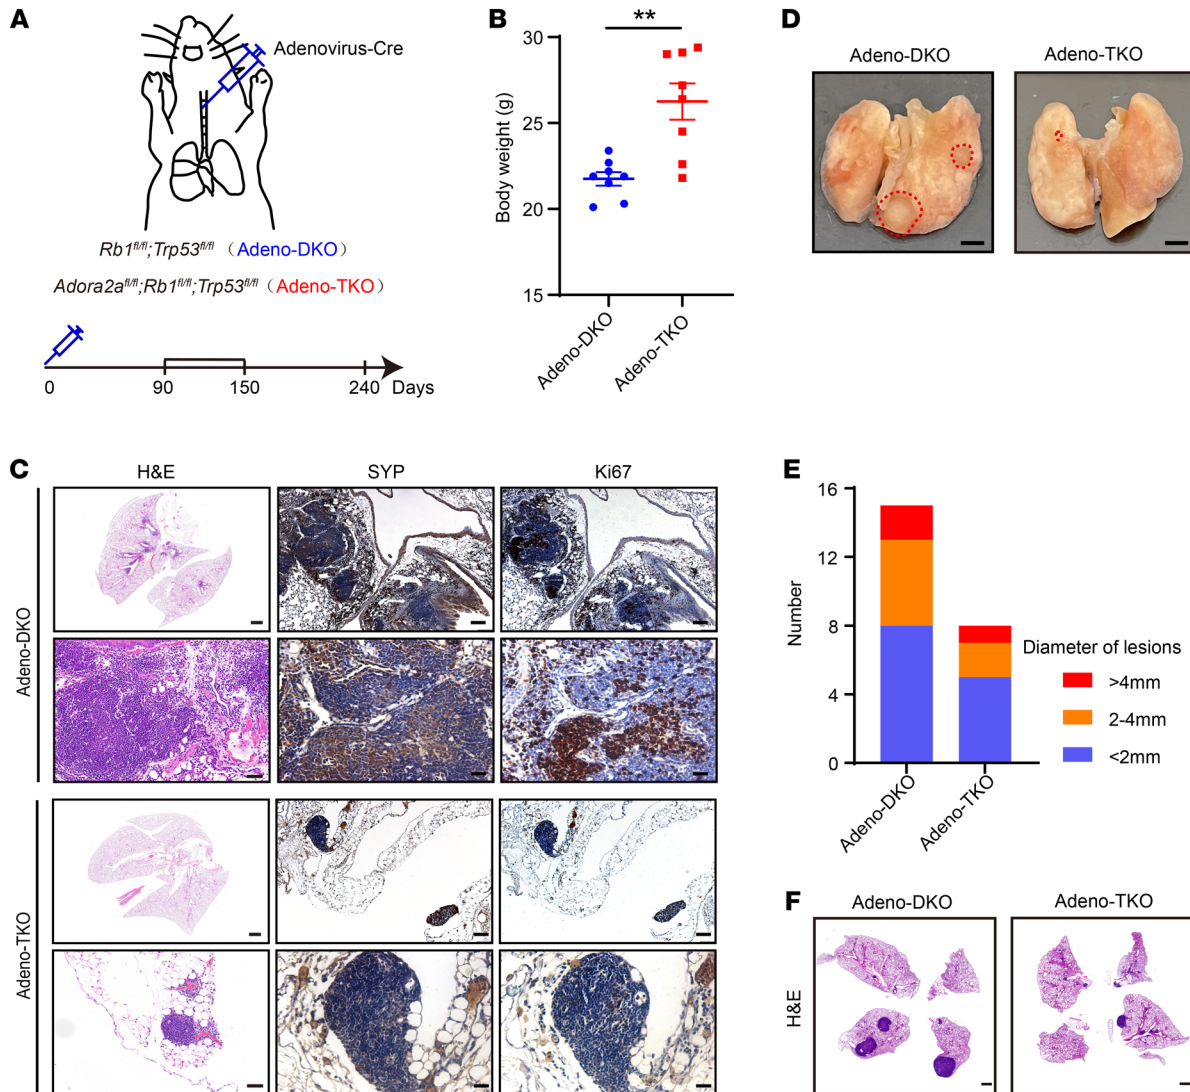 A
Adenovirus-Cre
Rb1fl/fl;Trp53fl/fl（Adeno-DKO）
Adora2afl/fl;Rb1fl/fl;Trp53fl/fl（Adeno-TKO）
0 90 150 240 Days
B
**
Body weight (g)
30
25
20
15
Adeno-DKO
Adeno-TKO
D
Adeno-DKO Adeno-TKO
C
H&E SYP Ki67
Adeno-DKO
Adeno-TKO
E
Number
16
12
8
4
0
Adeno-DKO
Adeno-TKO
Diameter of lesions
>4mm
2-4mm
<2mm
F
Adeno-DKO Adeno-TKO
H&E